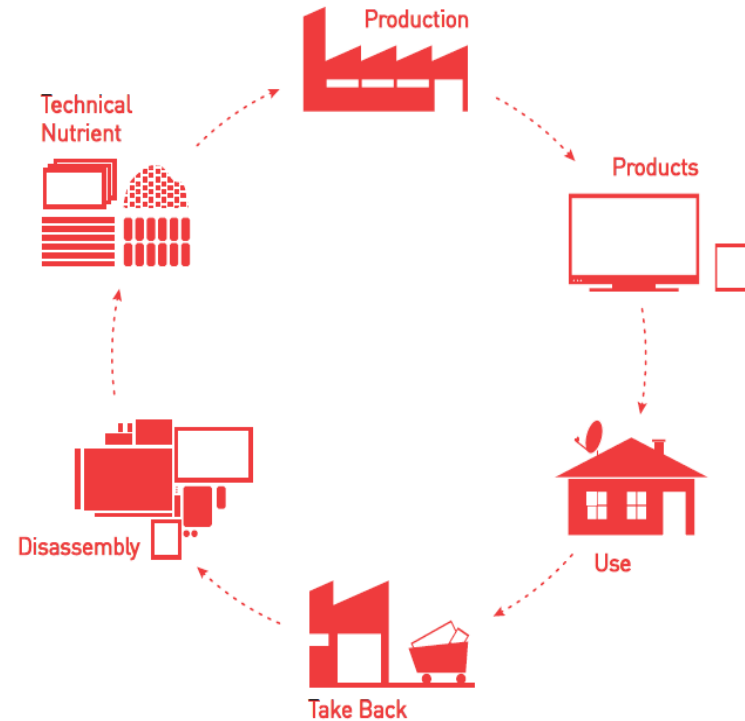 Production
Products
Use
Take Back
Disassembly
Technical
Nutrient